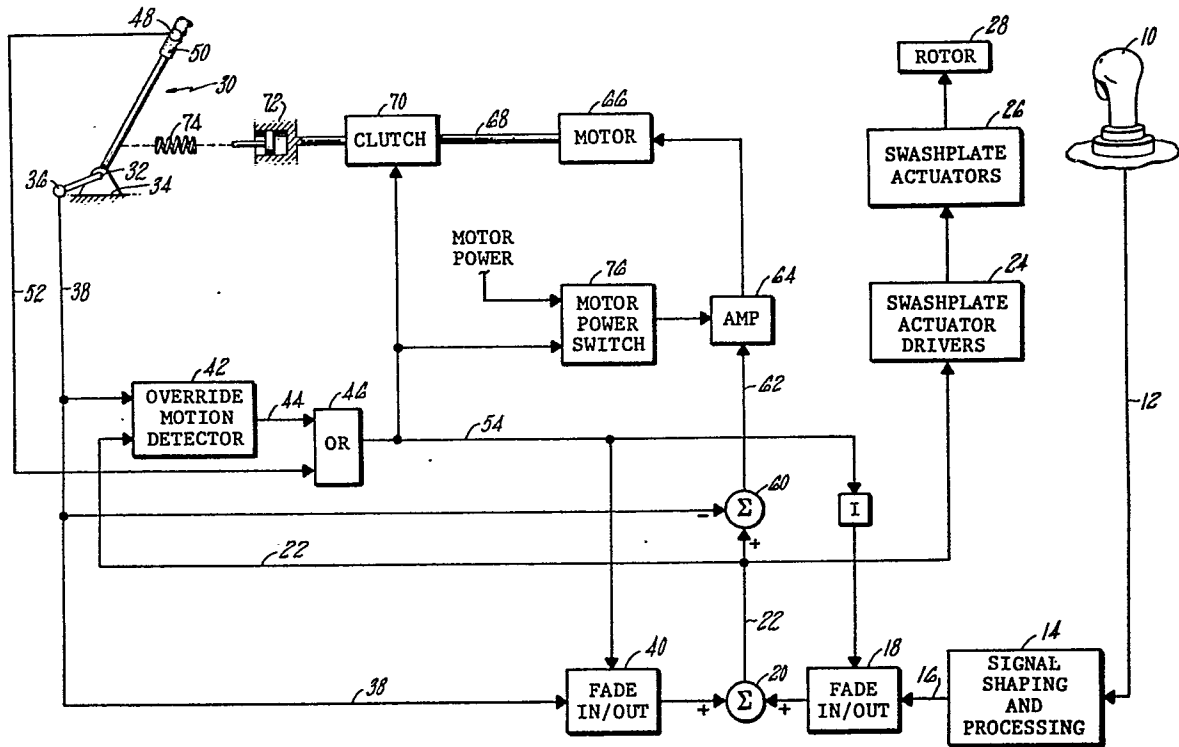 48
50
30
74
36
32
34
72
70
CLUTCH
68
66
MOTOR
28
ROTOR
10
26
SWASHPLATE
ACTUATORS
52
38
MOTOR
POWER
76
MOTOR
POWER
SWITCH
64
AMP
24
SWASHPLATE
ACTUATOR
DRIVERS
12
42
OVERRIDE
MOTION
DETECTOR
44
46
OR
54
62
60
Σ
-
+
I
22
22
38
40
FADE
IN/OUT
+
20
Σ
+
18
FADE
IN/OUT
16
14
SIGNAL
SHAPING
AND
PROCESSING